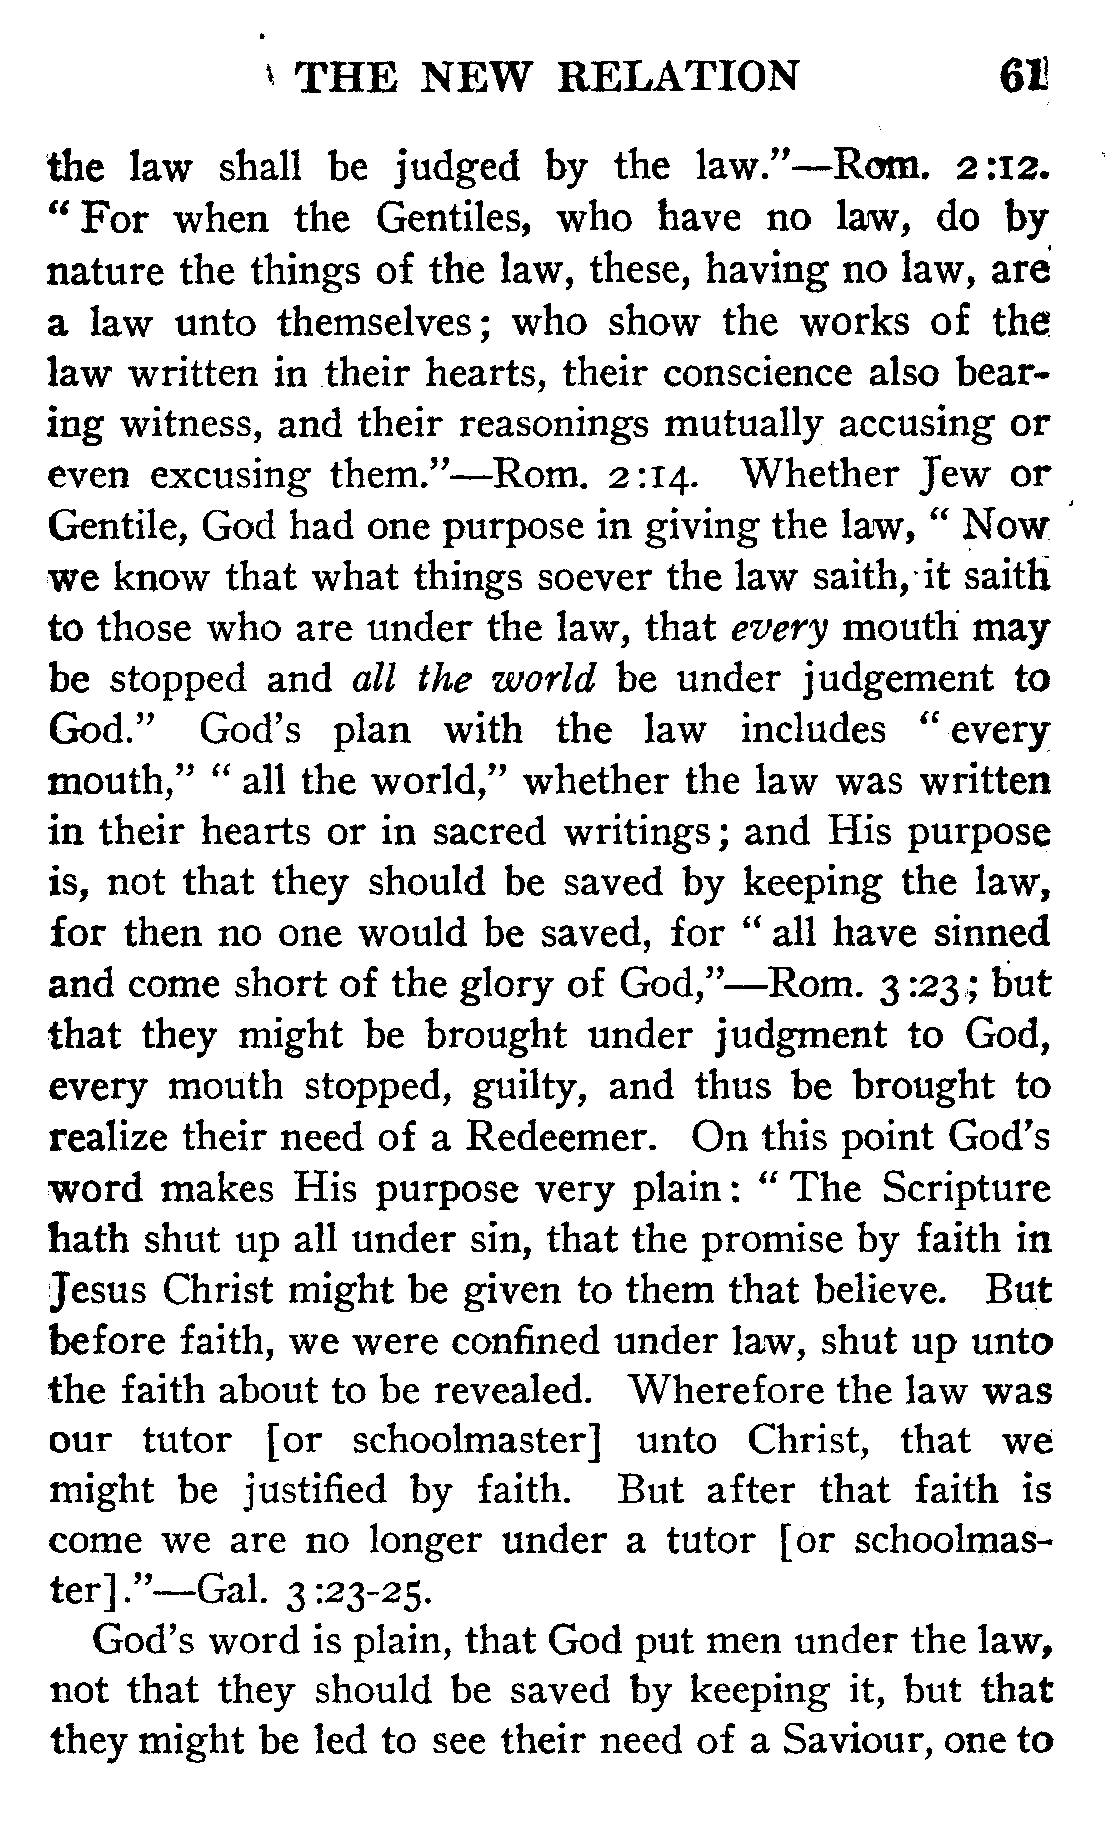 THE NEW RELATION 61
the law shall be judged by the law."—Rom. 2:12.
"For when the Gentiles, who have no law, do by
nature the things of the law, these, having no law, are
a law unto themselves; who show the works of the
law written in their hearts, their conscience also bear-
ing witness, and their reasonings mutually accusing or
even excusing them."—Rom. 2:14. Whether Jew or
Gentile, God had one purpose in giving the law, "Now
we know that what things soever the law saith, it saith
to those who are under the law, that every mouth may
be stopped and all the world be under judgement to
God." God's plan with the law includes "every
mouth," "all the world," whether the law was written
in their hearts or in sacred writings; and His purpose
is, not that they should be saved by keeping the law,
for then no one would be saved, for "all have sinned
and come short of the glory of God,"—Rom. 3:23; but
that they might be brought under judgment to God,
every mouth stopped, guilty, and thus be brought to
realize their need of a Redeemer. On this point God's
word makes His purpose very plain: "The Scripture
hath shut up all under sin, that the promise by faith in
Jesus Christ might be given to them that believe. But
before faith, we were confined under law, shut up unto
the faith about to be revealed. Wherefore the law was
our tutor [or schoolmaster] unto Christ, that we
might be justified by faith. But after that faith is
come we are no longer under a tutor [or schoolmas-
ter]."—Gal. 3:23-25.
God's word is plain, that God put men under the law,
not that they should be saved by keeping it, but that
they might be led to see their need of a Saviour, one to